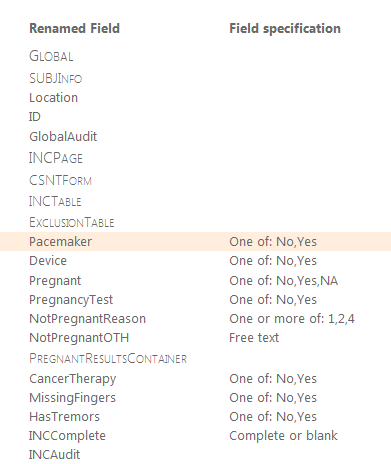 Renamed Field Field specification
Global
SUBJInfo
Location
ID
GlobalAudit
INCPage
CSNTForm
INCTable
ExclusionTable
Pacemaker One of: No,Yes
Device One of: No,Yes
Pregnant One of: No,Yes,NA
PregnancyTest One of: No,Yes
NotPregnantReason One or more of: 1,2,4
NotPregnantOTH Free text
PregnantResultsContainer
CancerTherapy One of: No,Yes
MissingFingers One of: No,Yes
HasTremors One of: No,Yes
INCComplete Complete or blank
INCAudit